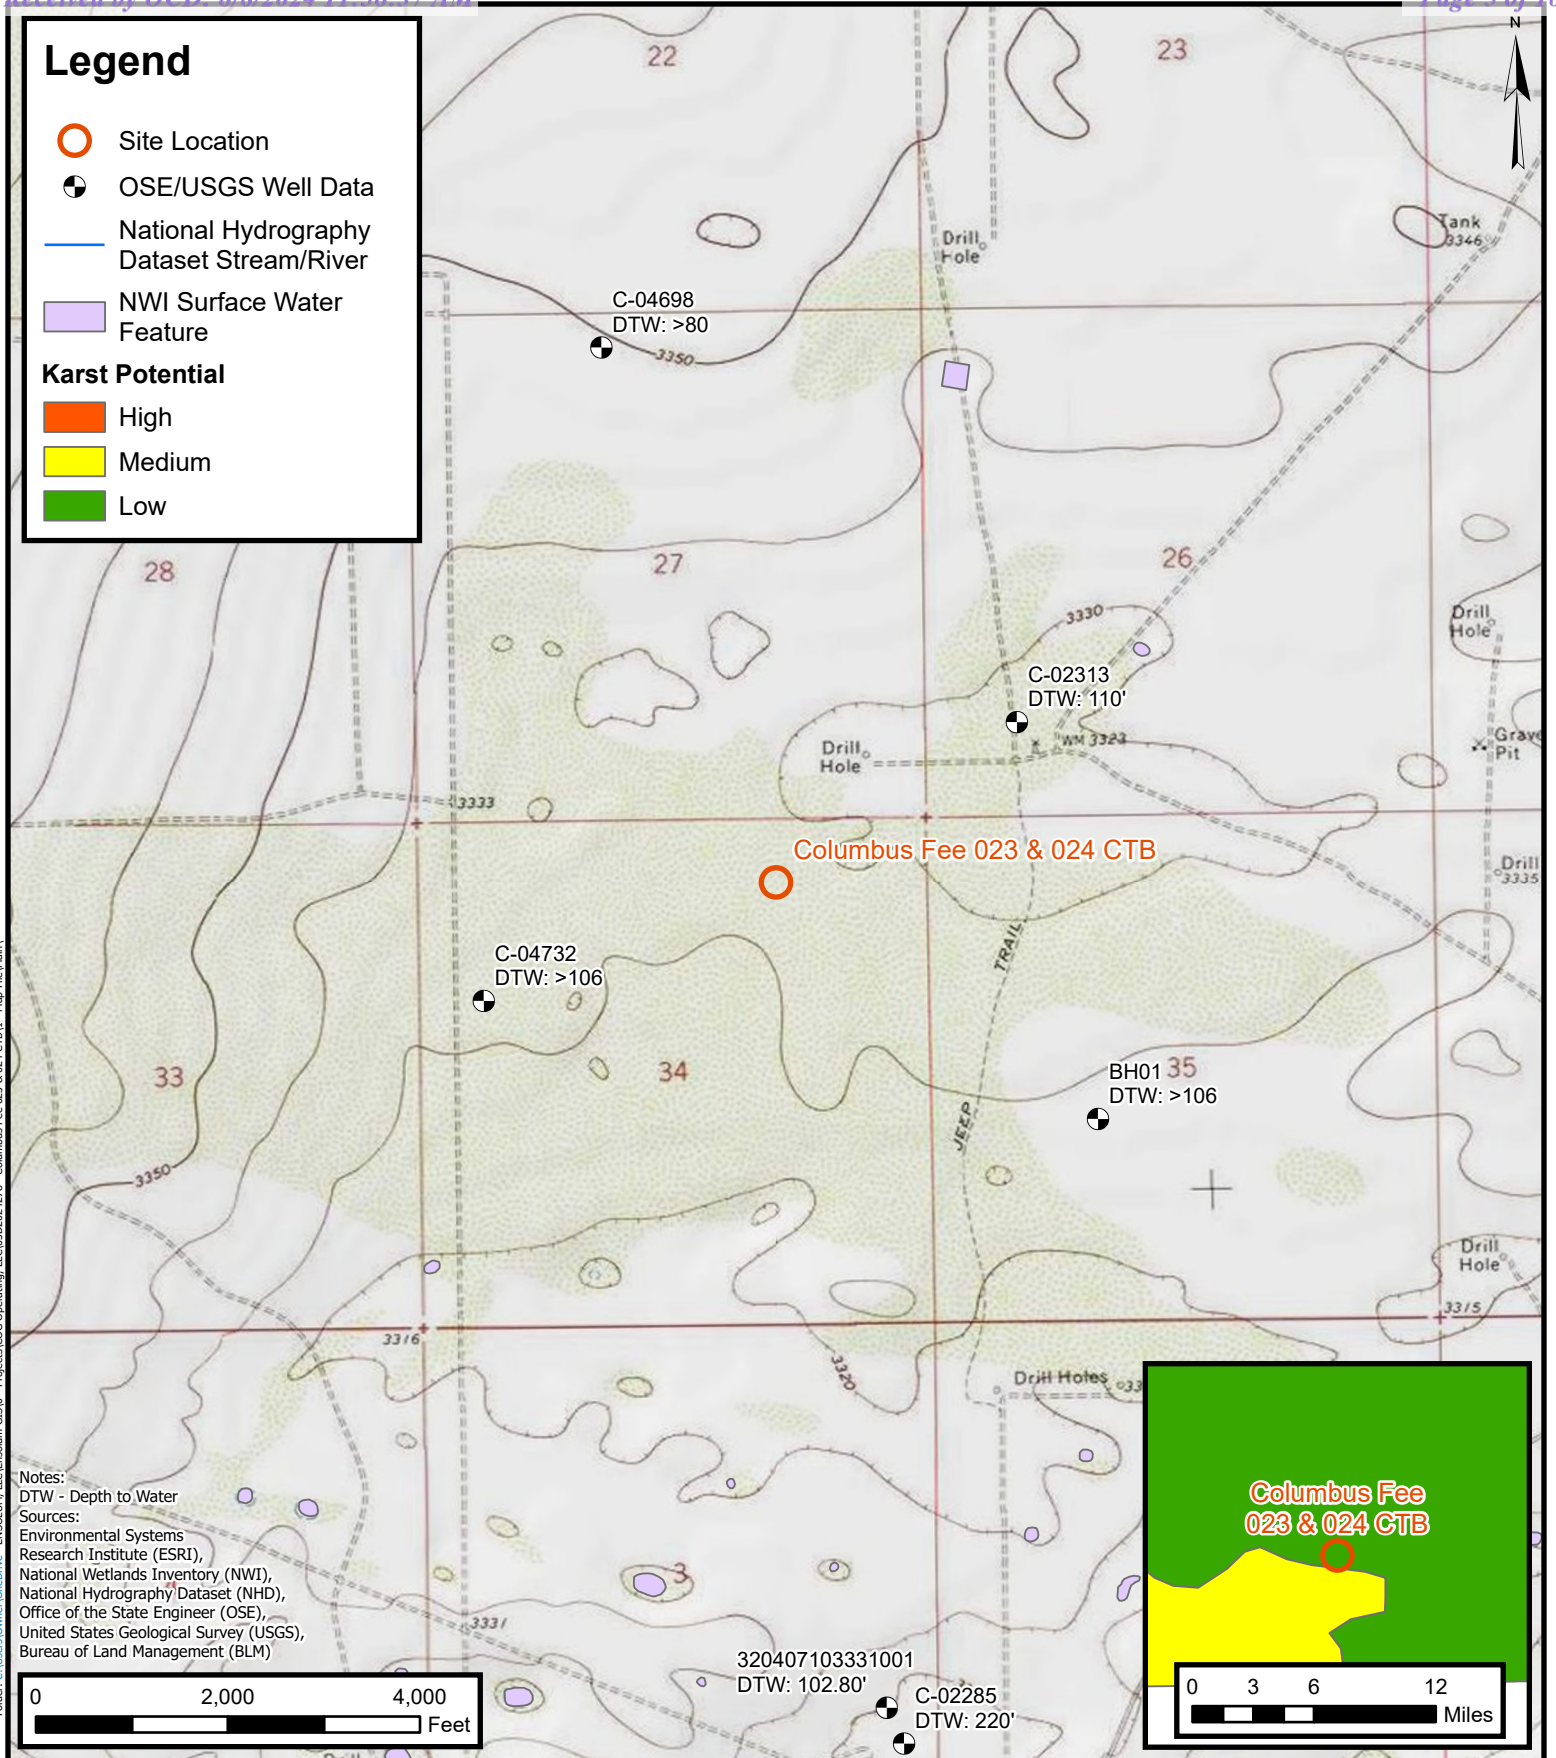 Legend
Site Location
OSE/USGS Well Data
National Hydrography
Dataset Stream/River
NWI Surface Water
Feature
Karst Potential
High
Medium
Low
N
22
23
Tank
3346
Drill
Hole
C-04698
DTW: >80
3350
28
27
26
3330
Drill
Hole
C-02313
DTW: 110'
WM 3323
Drill
Hole
Pit
3333
Columbus Fee 023 & 024 CTB
Drill
3335
TRAIL
C-04732
DTW: >106
33
34
BH01
35
DTW: >106
JEEP
3350
Drill
Hole
3315
3316
3320
Drill Holes
33
Notes:
DTW - Depth to Water
Sources:
Environmental Systems
Research Institute (ESRI),
National Wetlands Inventory (NWI),
National Hydrography Dataset (NHD),
Office of the State Engineer (OSE),
United States Geological Survey (USGS),
Bureau of Land Management (BLM)
3
3331
320407103331001
DTW: 102.80'
C-02285
DTW: 220'
0 2,000 4,000
Feet
Columbus Fee
023 & 024 CTB
0 3 6 12
Miles